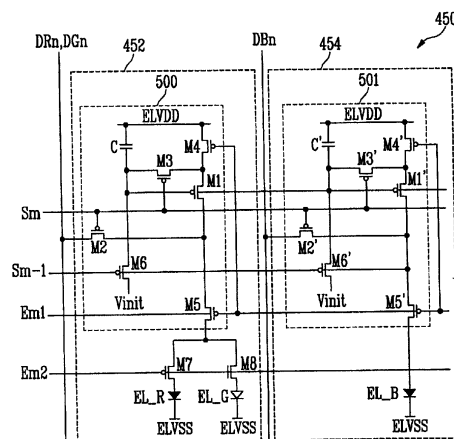 DRn,DGn 452 DBn 454 450
500 501
ELVDD ELVDD
C M4 C' M4'
M3 M3'
M1 M1'
Sm
M2 M2'
Sm-1 M6 M6'
Vinit Vinit
Em1 M5 M5'
Em2 M7 M8
EL_R EL_G EL_B
ELVSS ELVSS ELVSS